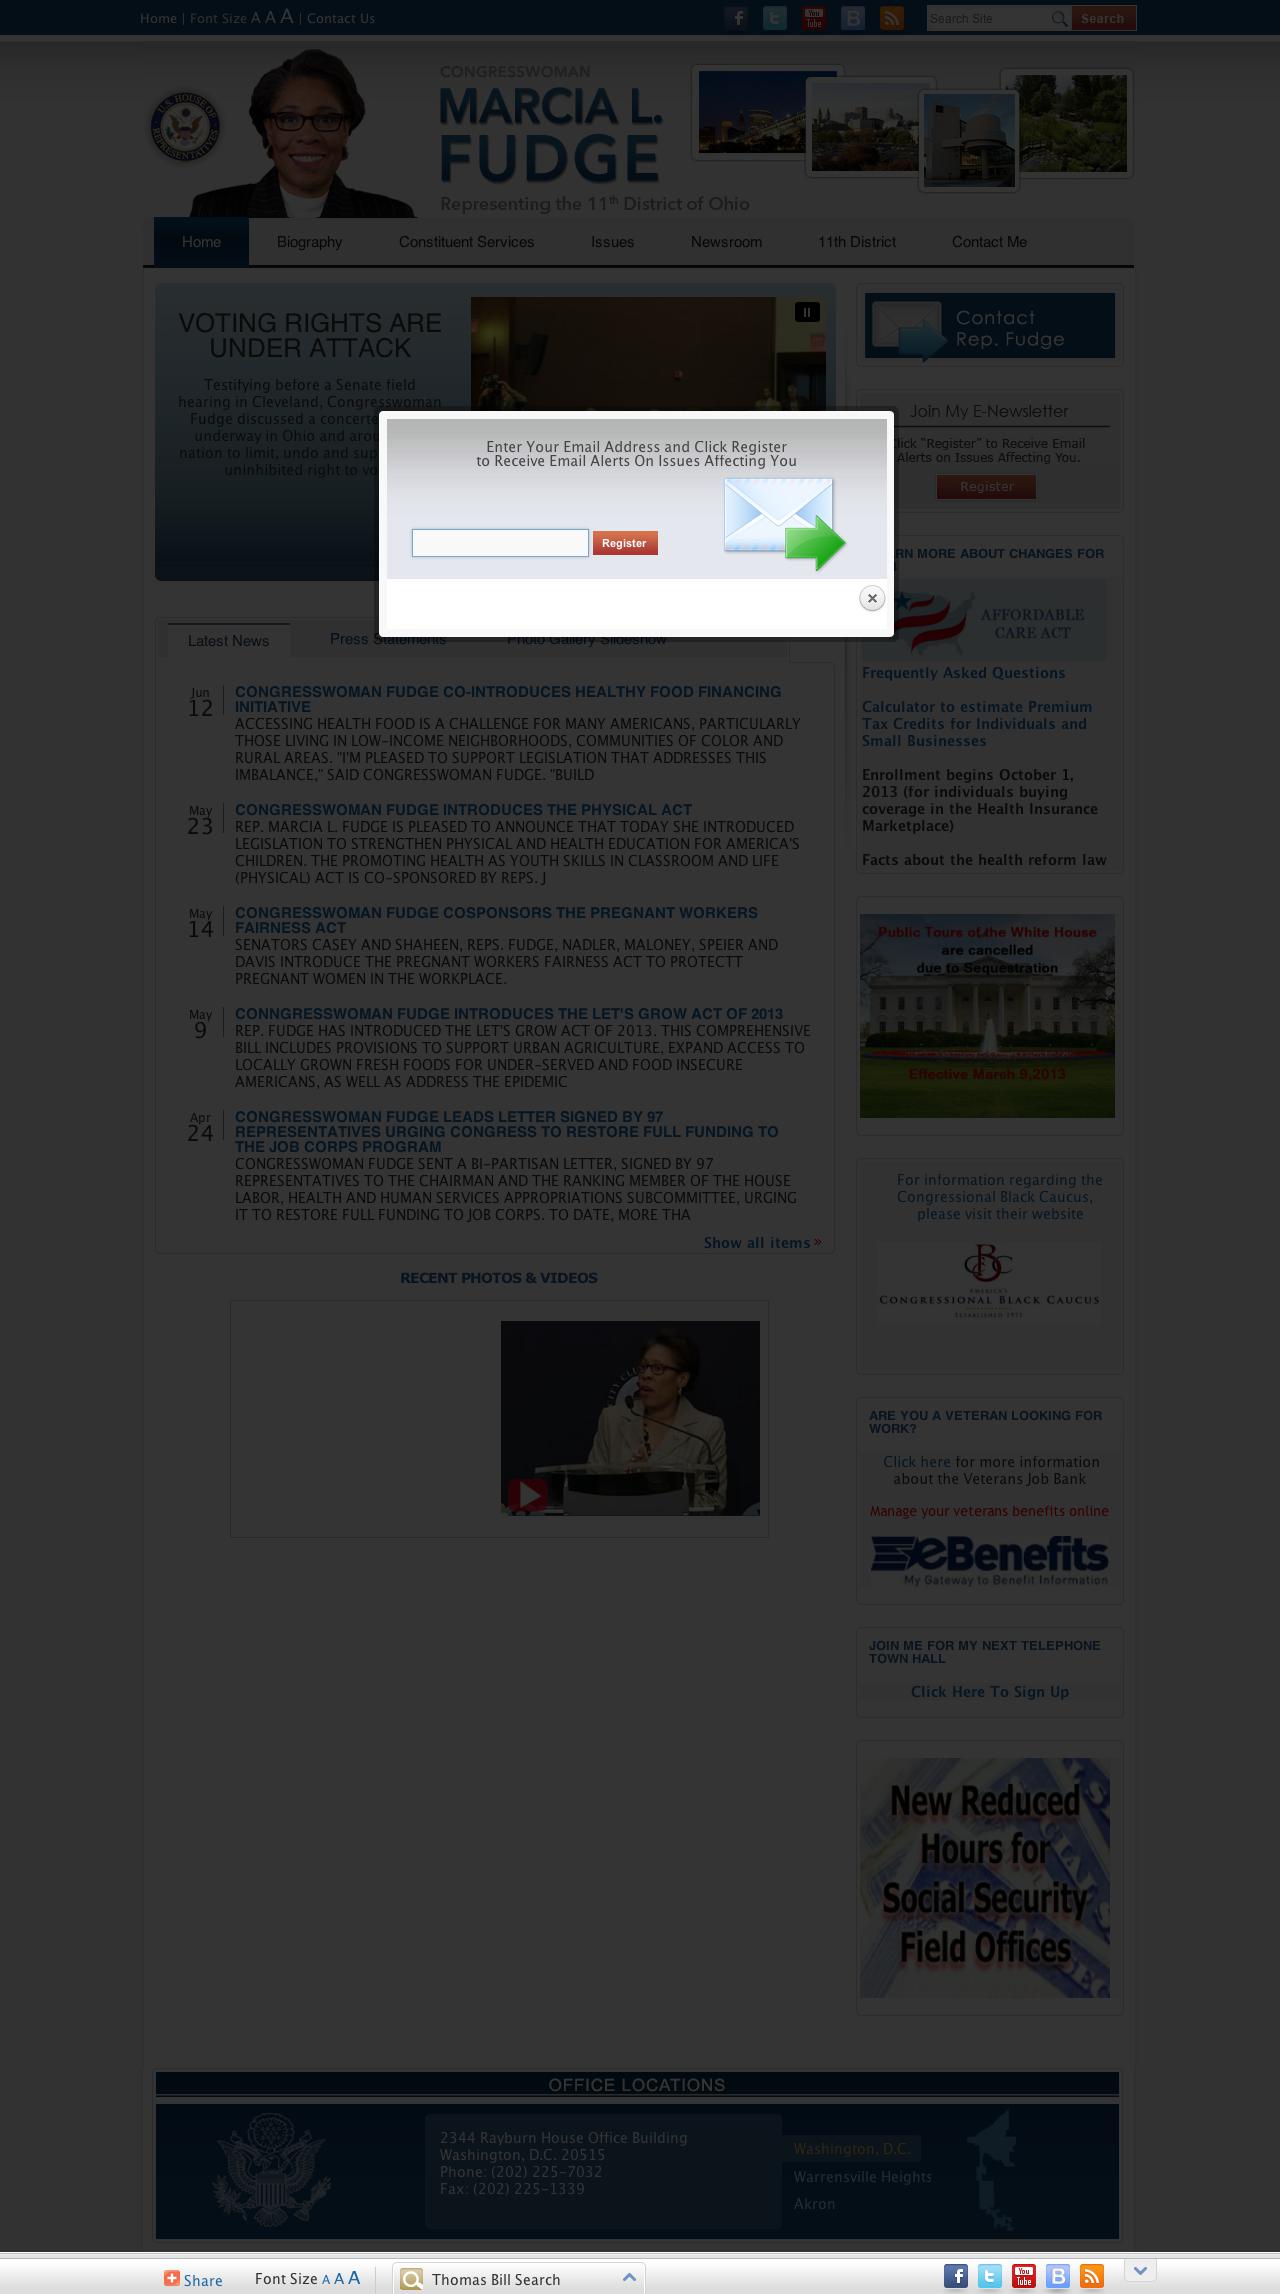 Home | Font Size A A A | Contact Us
You Tube
Search Site
Search
U.S. HOUSE OF REPRESENTATIVES
CONGRESSWOMAN
MARCIA L.
FUDGE
Representing the 11th District of Ohio
Home Biography Constituent Services Issues Newsroom 11th District Contact Me
VOTING RIGHTS ARE
UNDER ATTACK
Testifying before a Senate field
hearing in Cleveland, Congresswoman
Fudge discussed a concerte
underway in Ohio and arou
nation to limit, undo and sup
uninhibited right to vo
Contact
Rep. Fudge
Join My E-Newsletter
Click "Register" to Receive Email
Alerts on Issues Affecting You.
Register
Enter Your Email Address and Click Register
to Receive Email Alerts On Issues Affecting You
Register
RN MORE ABOUT CHANGES FOR
AFFORDABLE
CARE ACT
Frequently Asked Questions
Calculator to estimate Premium
Tax Credits for Individuals and
Small Businesses
Enrollment begins October 1,
2013 (for individuals buying
coverage in the Health Insurance
Marketplace)
Facts about the health reform law
Latest News Press Statements Photo Gallery Slideshow
Jun
12
CONGRESSWOMAN FUDGE CO-INTRODUCES HEALTHY FOOD FINANCING
INITIATIVE
ACCESSING HEALTH FOOD IS A CHALLENGE FOR MANY AMERICANS, PARTICULARLY
THOSE LIVING IN LOW-INCOME NEIGHBORHOODS, COMMUNITIES OF COLOR AND
RURAL AREAS. "I'M PLEASED TO SUPPORT LEGISLATION THAT ADDRESSES THIS
IMBALANCE," SAID CONGRESSWOMAN FUDGE. "BUILD
May
23
CONGRESSWOMAN FUDGE INTRODUCES THE PHYSICAL ACT
REP. MARCIA L. FUDGE IS PLEASED TO ANNOUNCE THAT TODAY SHE INTRODUCED
LEGISLATION TO STRENGTHEN PHYSICAL AND HEALTH EDUCATION FOR AMERICA'S
CHILDREN. THE PROMOTING HEALTH AS YOUTH SKILLS IN CLASSROOM AND LIFE
(PHYSICAL) ACT IS CO-SPONSORED BY REPS. J
May
14
CONGRESSWOMAN FUDGE COSPONSORS THE PREGNANT WORKERS
FAIRNESS ACT
SENATORS CASEY AND SHAHEEN, REPS. FUDGE, NADLER, MALONEY, SPEIER AND
DAVIS INTRODUCE THE PREGNANT WORKERS FAIRNESS ACT TO PROTECTT
PREGNANT WOMEN IN THE WORKPLACE.
May
9
CONNGRESSWOMAN FUDGE INTRODUCES THE LET'S GROW ACT OF 2013
REP. FUDGE HAS INTRODUCED THE LET'S GROW ACT OF 2013. THIS COMPREHENSIVE
BILL INCLUDES PROVISIONS TO SUPPORT URBAN AGRICULTURE, EXPAND ACCESS TO
LOCALLY GROWN FRESH FOODS FOR UNDER-SERVED AND FOOD INSECURE
AMERICANS, AS WELL AS ADDRESS THE EPIDEMIC
Apr
24
CONGRESSWOMAN FUDGE LEADS LETTER SIGNED BY 97
REPRESENTATIVES URGING CONGRESS TO RESTORE FULL FUNDING TO
THE JOB CORPS PROGRAM
CONGRESSWOMAN FUDGE SENT A BI-PARTISAN LETTER, SIGNED BY 97
REPRESENTATIVES TO THE CHAIRMAN AND THE RANKING MEMBER OF THE HOUSE
LABOR, HEALTH AND HUMAN SERVICES APPROPRIATIONS SUBCOMMITTEE, URGING
IT TO RESTORE FULL FUNDING TO JOB CORPS. TO DATE, MORE THA
Show all items »
RECENT PHOTOS & VIDEOS
Public Tours of the White House
are cancelled
due to Sequestration
Effective March 9,2013
For information regarding the
Congressional Black Caucus,
please visit their website
CBC
AMERICA'S
CONGRESSIONAL BLACK CAUCUS
ESTABLISHED 1971
ARE YOU A VETERAN LOOKING FOR
WORK?
Click here for more information
about the Veterans Job Bank
Manage your veterans benefits online
eBenefits
My Gateway to Benefit Information
JOIN ME FOR MY NEXT TELEPHONE
TOWN HALL
Click Here To Sign Up
New Reduced
Hours for
Social Security
Field Offices
OFFICE LOCATIONS
2344 Rayburn House Office Building
Washington, D.C. 20515
Phone: (202) 225-7032
Fax: (202) 225-1339
Washington, D.C.
Warrensville Heights
Akron
Share Font Size A A A Thomas Bill Search
You Tube